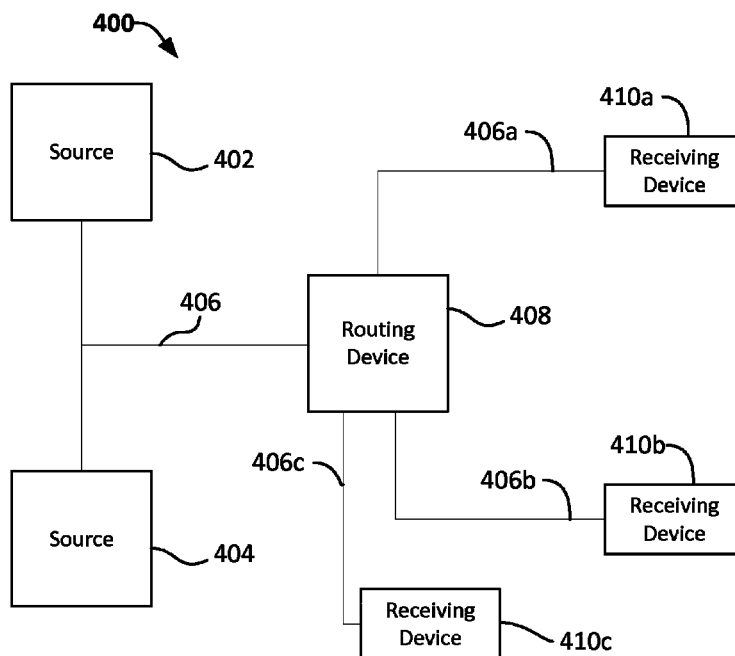 400
Source
402
410a
406a
Receiving
Device
406
Routing
Device
408
406c
410b
406b
Receiving
Device
Source
404
Receiving
Device
410c